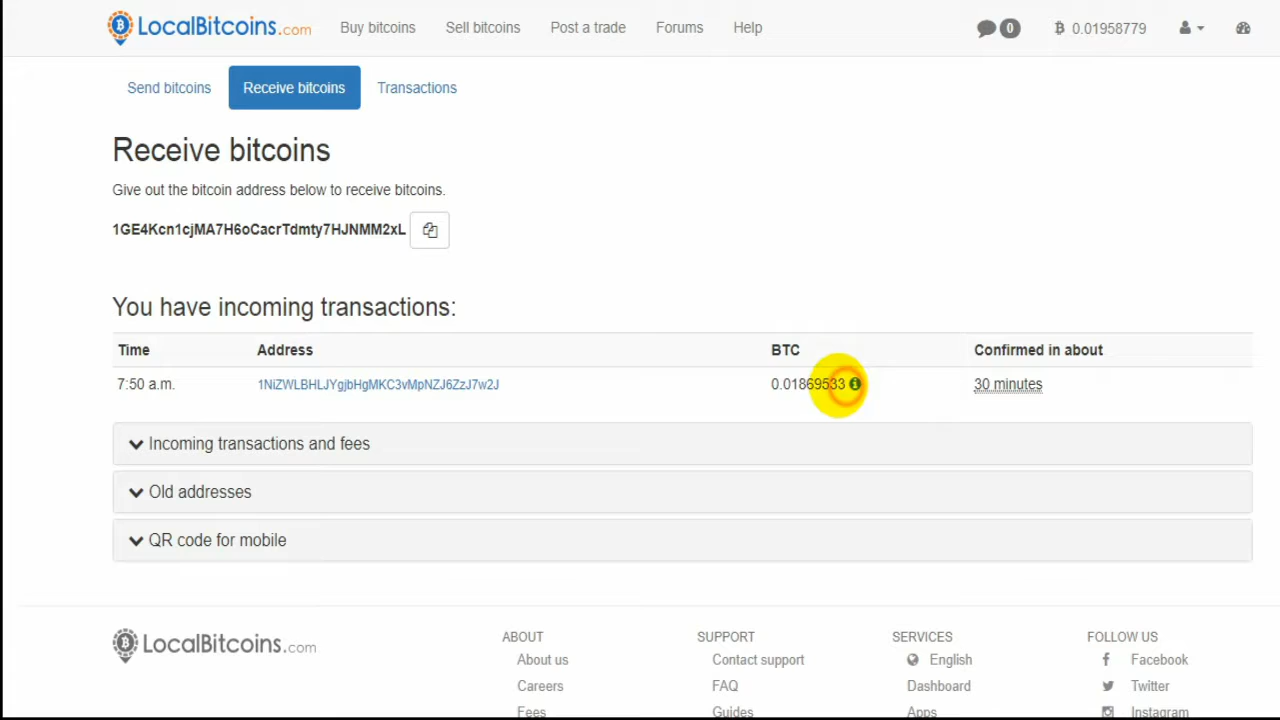 LocalBitcoins.com Buy bitcoins Sell bitcoins Post a trade Forums Help 0 0.01958779
Send bitcoins Receive bitcoins Transactions
Receive bitcoins
Give out the bitcoin address below to receive bitcoins.
1GE4Kcn1cjMA7H6oCacrTdmty7HJNMM2xL
You have incoming transactions:
Time Address BTC Confirmed in about
7:50 a.m. 1NiZWLBHLJYgjbHgMKC3vMpNZJ6ZzJ7w2J 0.01869533 30 minutes
Incoming transactions and fees
Old addresses
QR code for mobile
LocalBitcoins.com
ABOUT SUPPORT SERVICES FOLLOW US
About us Contact support English Facebook
Careers FAQ Dashboard Twitter
Fees Guides Apps Instagram